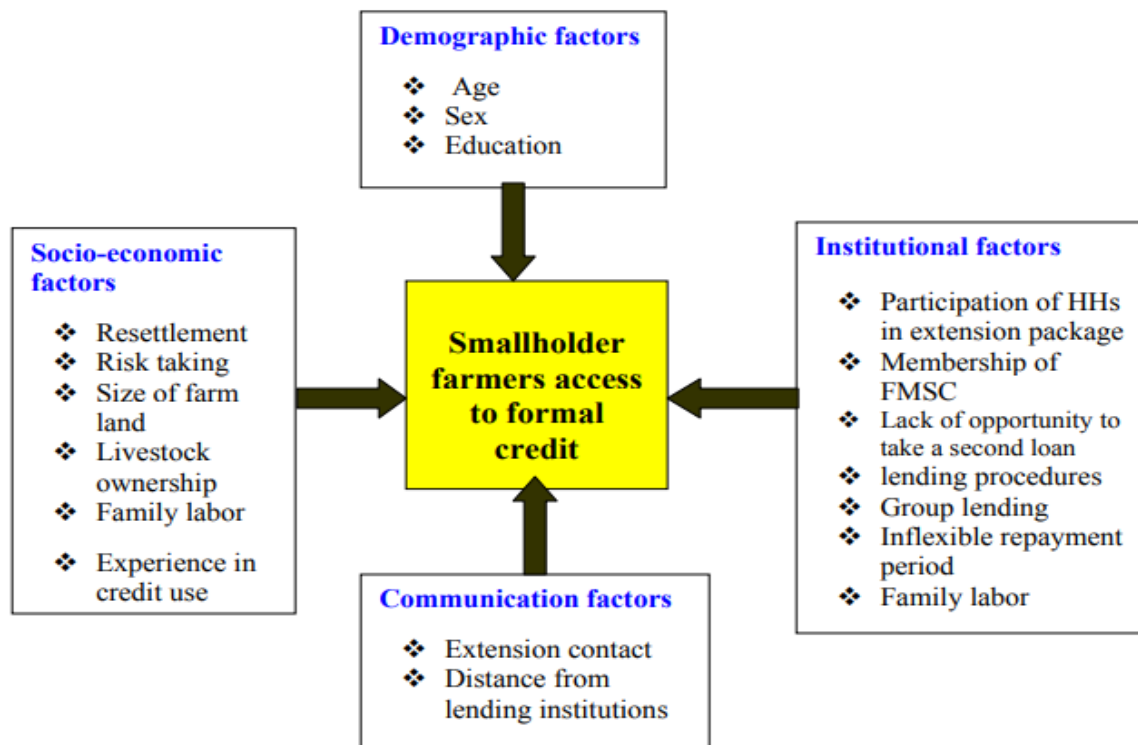 Demographic factors
❖ Age
❖ Sex
❖ Education
Socio-economic
factors
❖ Resettlement
❖ Risk taking
❖ Size of farm
land
❖ Livestock
ownership
❖ Family labor
❖ Experience in
credit use
Smallholder
farmers access
to formal
credit
Institutional factors
❖ Participation of HHs
in extension package
❖ Membership of
FMSC
❖ Lack of opportunity to
take a second loan
❖ lending procedures
❖ Group lending
❖ Inflexible repayment
period
❖ Family labor
Communication factors
❖ Extension contact
❖ Distance from
lending institutions